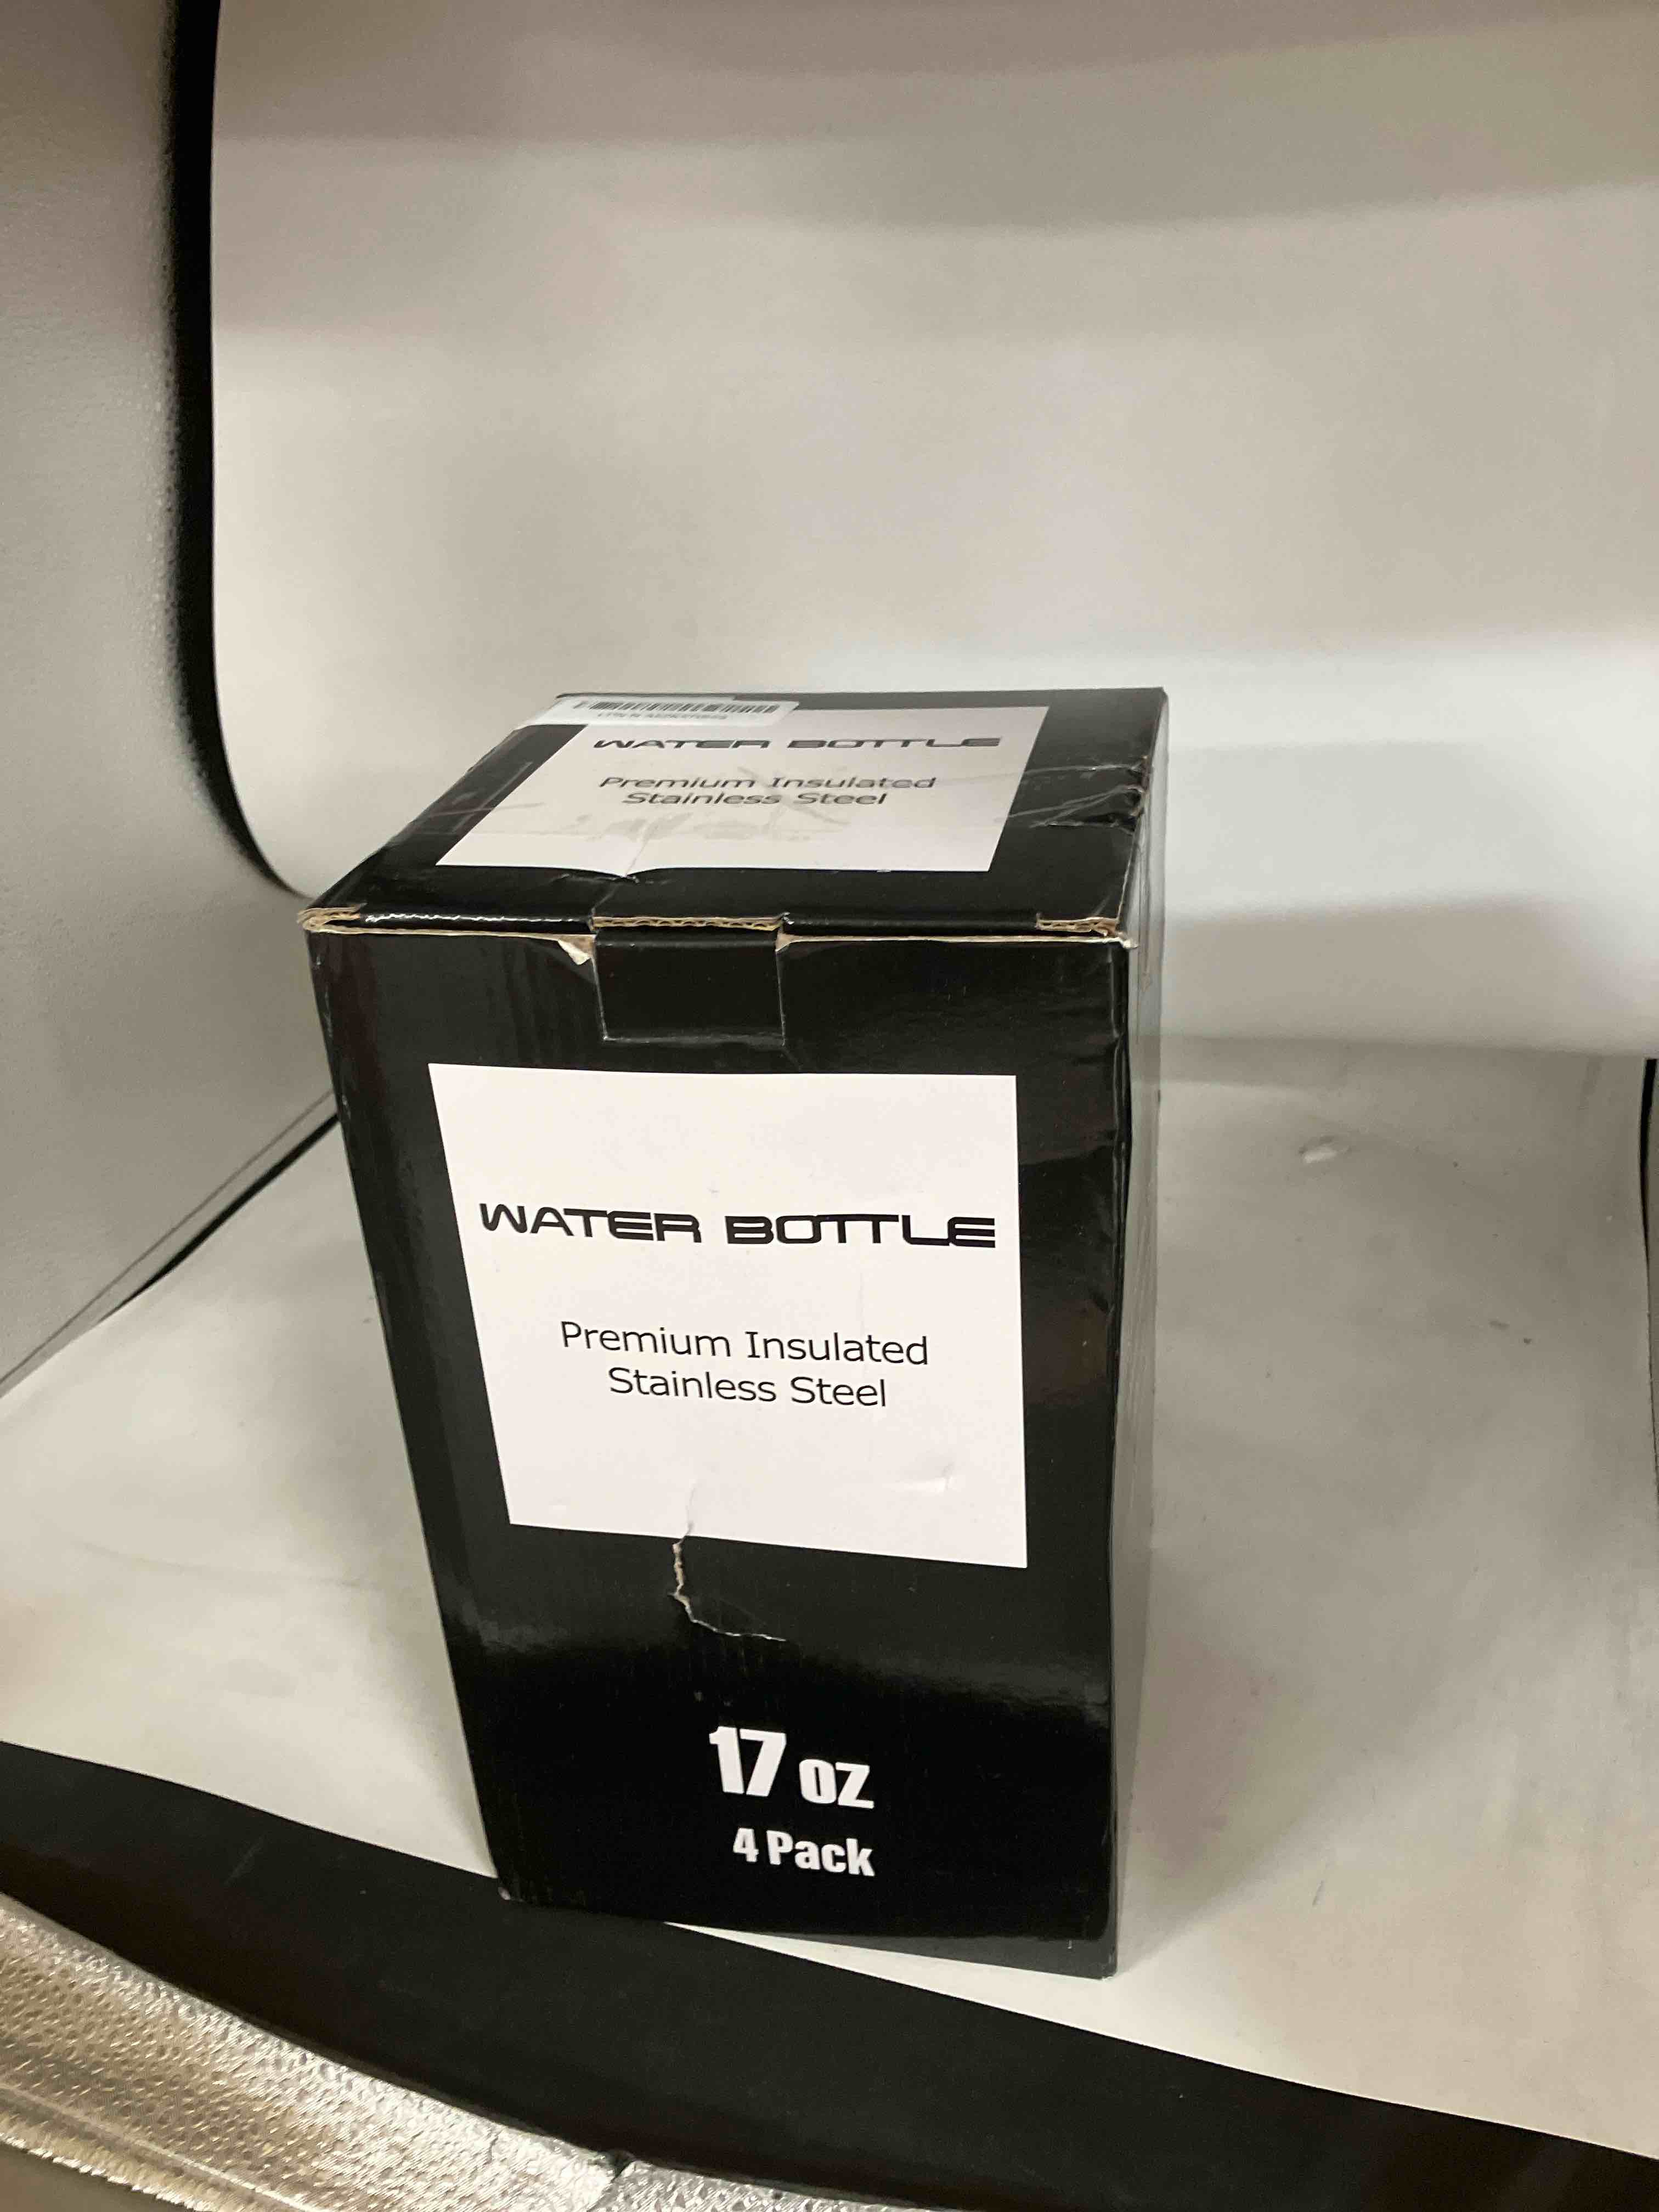 WATER BOTTLE
Premium Insulated
Stainless Steel
WATER BOTTLE
Premium Insulated
Stainless Steel
17 oz
4 Pack